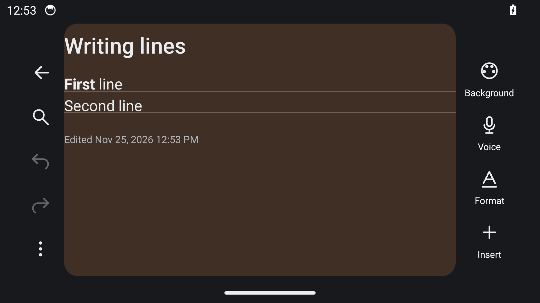 12:53
Writing lines
First line
Second line
Edited Nov 25, 2026 12:53 PM
Background
Voice
Format
Insert